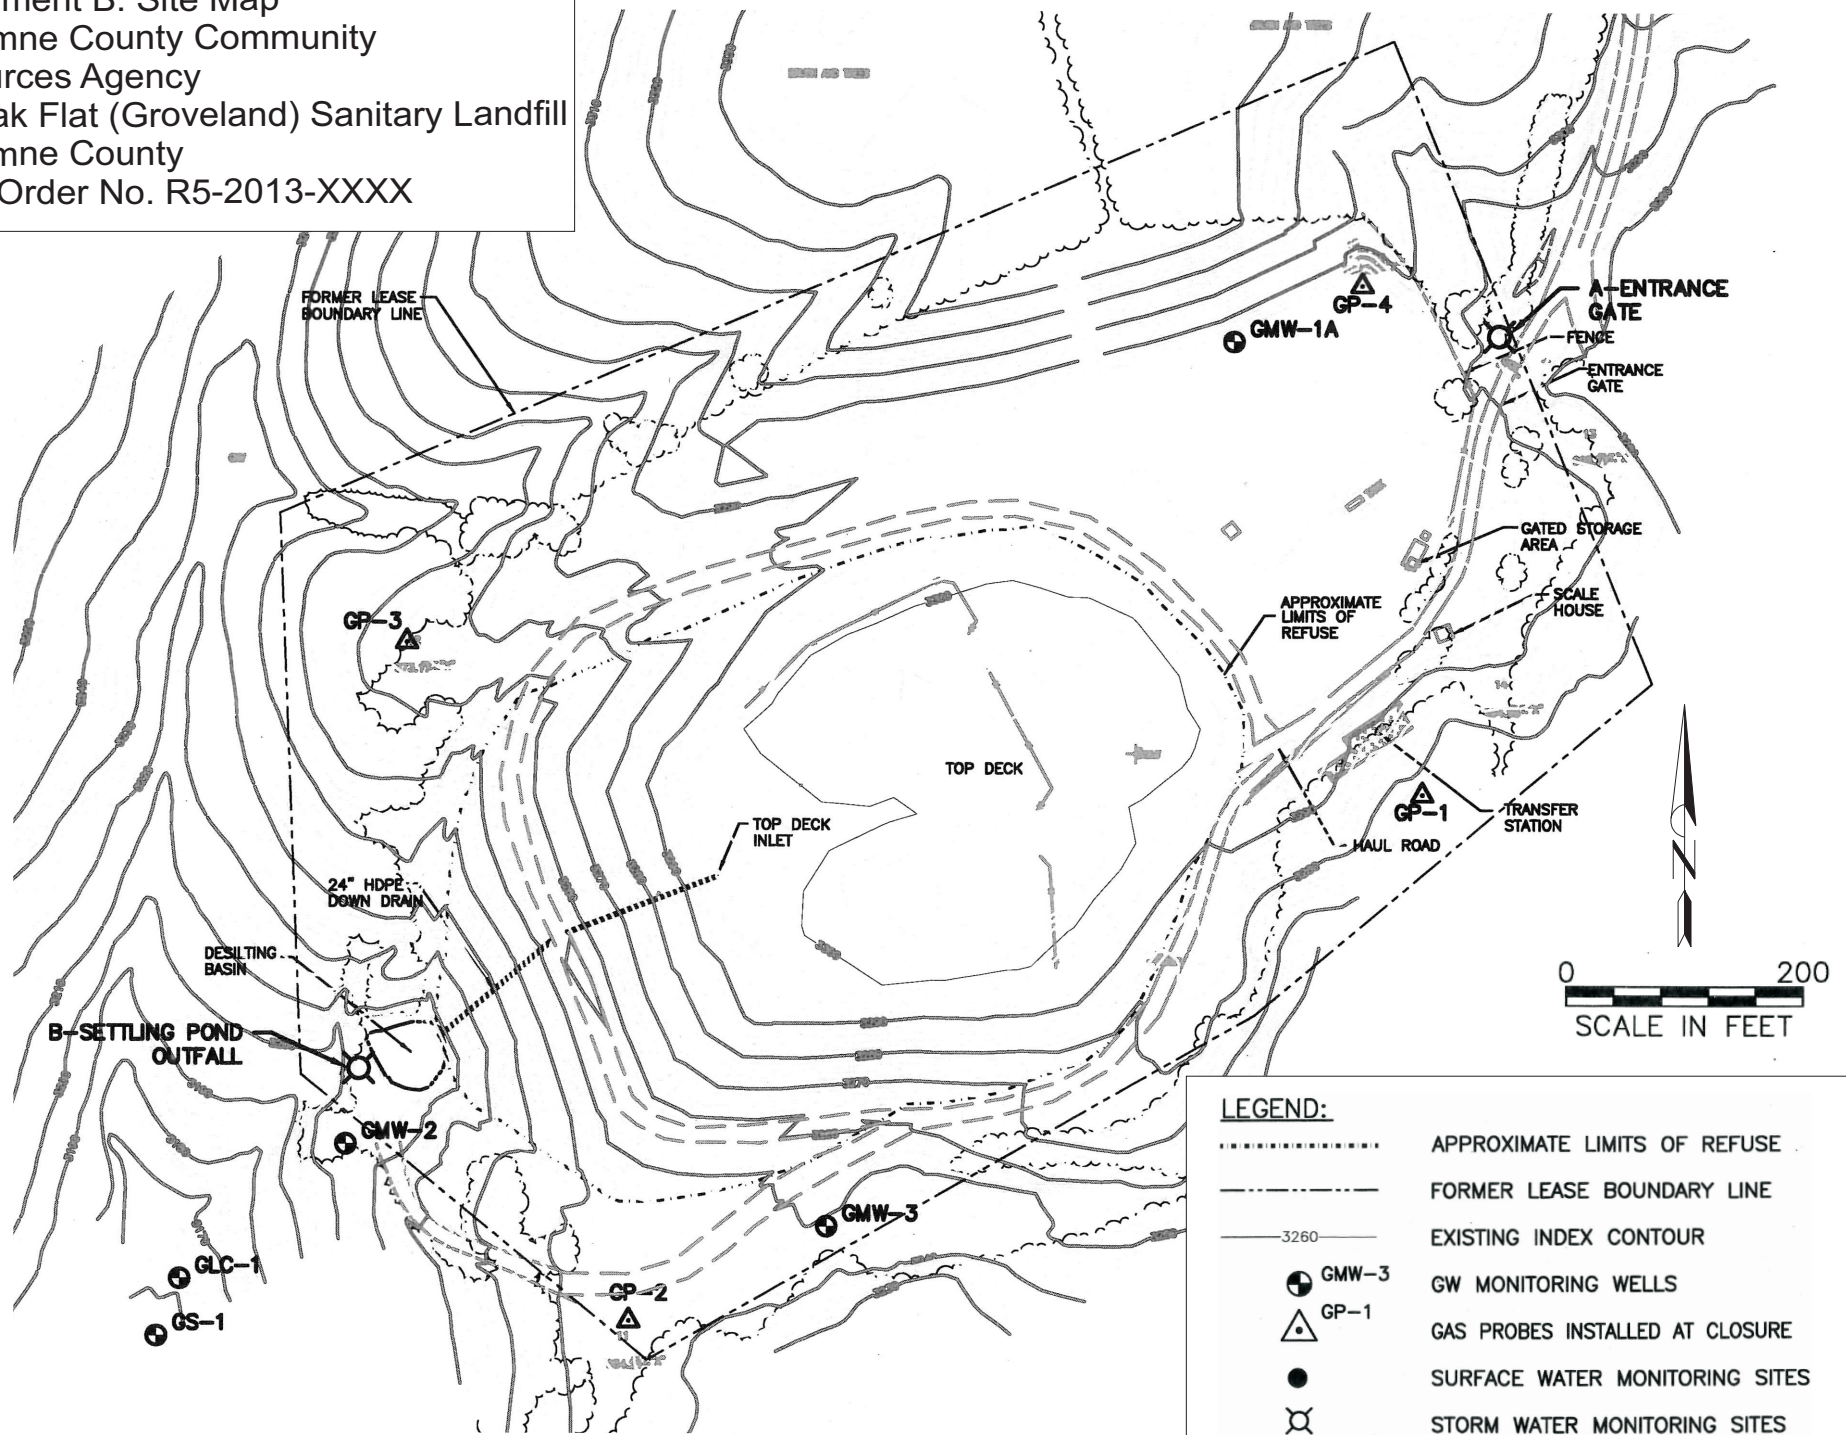 ment B: Site Map
mne County Community
urces Agency
ak Flat (Groveland) Sanitary Landfill
mne County
Order No. R5-2013-XXXX
FORMER LEASE
BOUNDARY LINE
GP-4
GMW-1A
A-ENTRANCE
GATE
FENCE
ENTRANCE
GATE
GATED STORAGE
AREA
SCALE
HOUSE
APPROXIMATE
LIMITS OF
REFUSE
GP-3
TOP DECK
TOP DECK
INLET
GP-1
TRANSFER
STATION
HAUL ROAD
24" HDPE
DOWN DRAIN
DESILTING
BASIN
B-SETTLING POND
OUTFALL
GMW-2
GMW-3
GLC-1
GS-1
GP-2
11
13
14
3270
N
0 200
SCALE IN FEET
LEGEND:
APPROXIMATE LIMITS OF REFUSE
FORMER LEASE BOUNDARY LINE
3260 EXISTING INDEX CONTOUR
GMW-3 GW MONITORING WELLS
GP-1 GAS PROBES INSTALLED AT CLOSURE
SURFACE WATER MONITORING SITES
STORM WATER MONITORING SITES